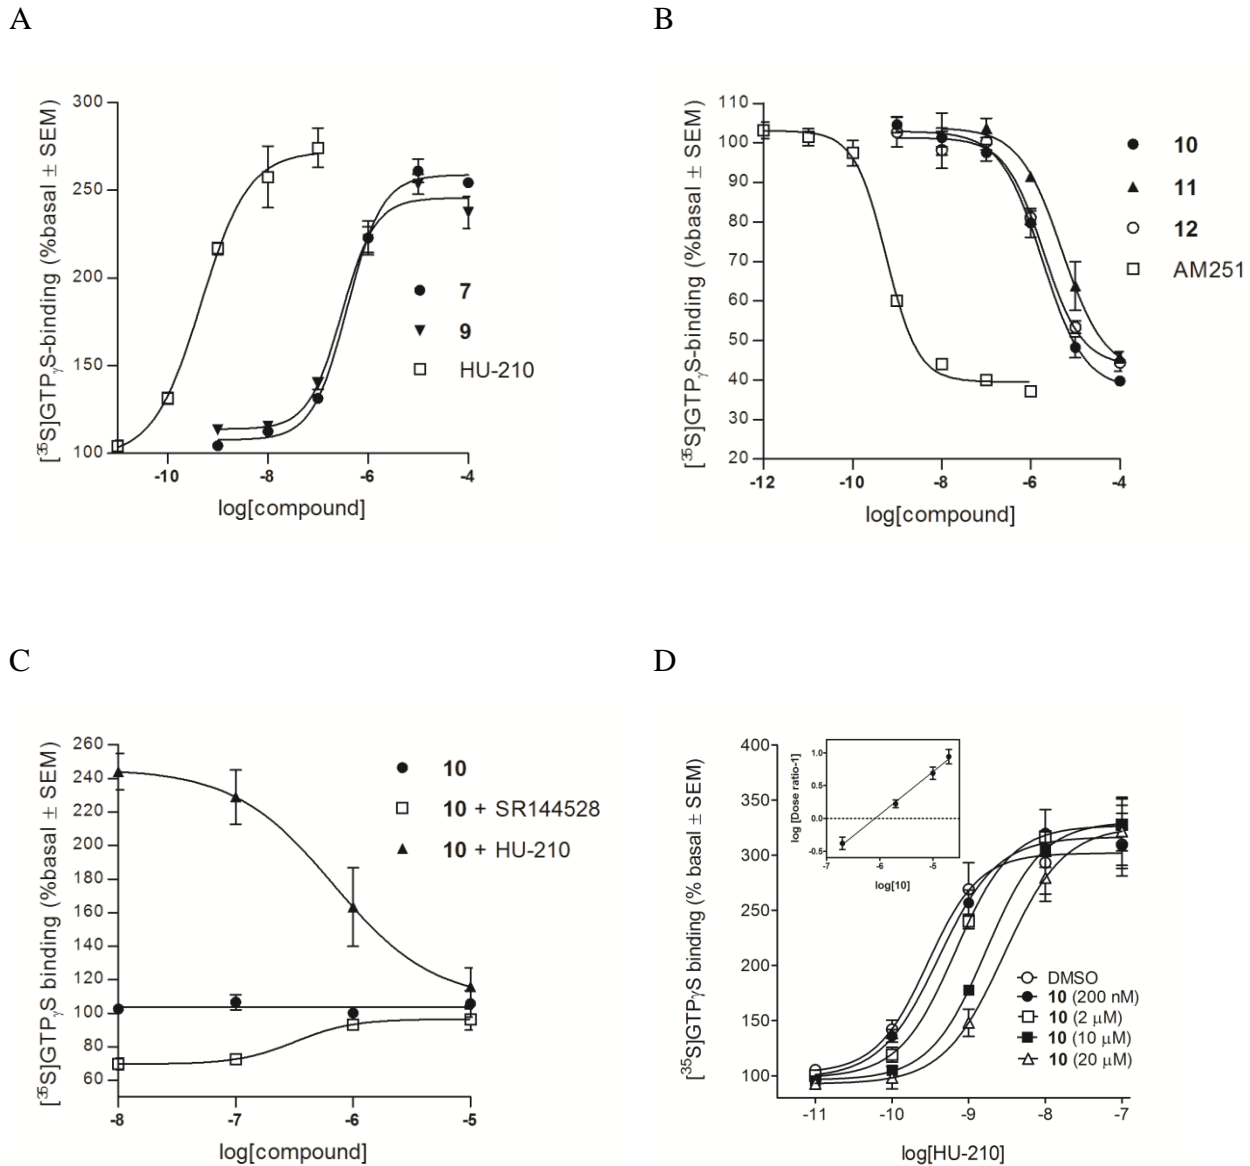 A
[³⁵S]GTPγS-binding (%basal ± SEM)
300
250
200
150
100
-10
-8
-6
-4
log[compound]
7
9
HU-210
B
[³⁵S]GTPγS-binding (%basal ± SEM)
110
100
90
80
70
60
50
40
30
20
-12
-10
-8
-6
-4
log[compound]
10
11
12
AM251
C
[³⁵S]GTPγS binding (%basal ± SEM)
260
240
220
200
180
160
140
120
100
80
60
-8
-7
-6
-5
log[compound]
10
10 + SR144528
10 + HU-210
D
[³⁵S]GTPγS binding (% basal ± SEM)
400
350
300
250
200
150
100
-11
-10
-9
-8
-7
log[HU-210]
log [Dose ratio-1]
1.0
0.5
0.0
-0.5
-7
-6
-5
log[10]
DMSO
10 (200 nM)
10 (2 μM)
10 (10 μM)
10 (20 μM)